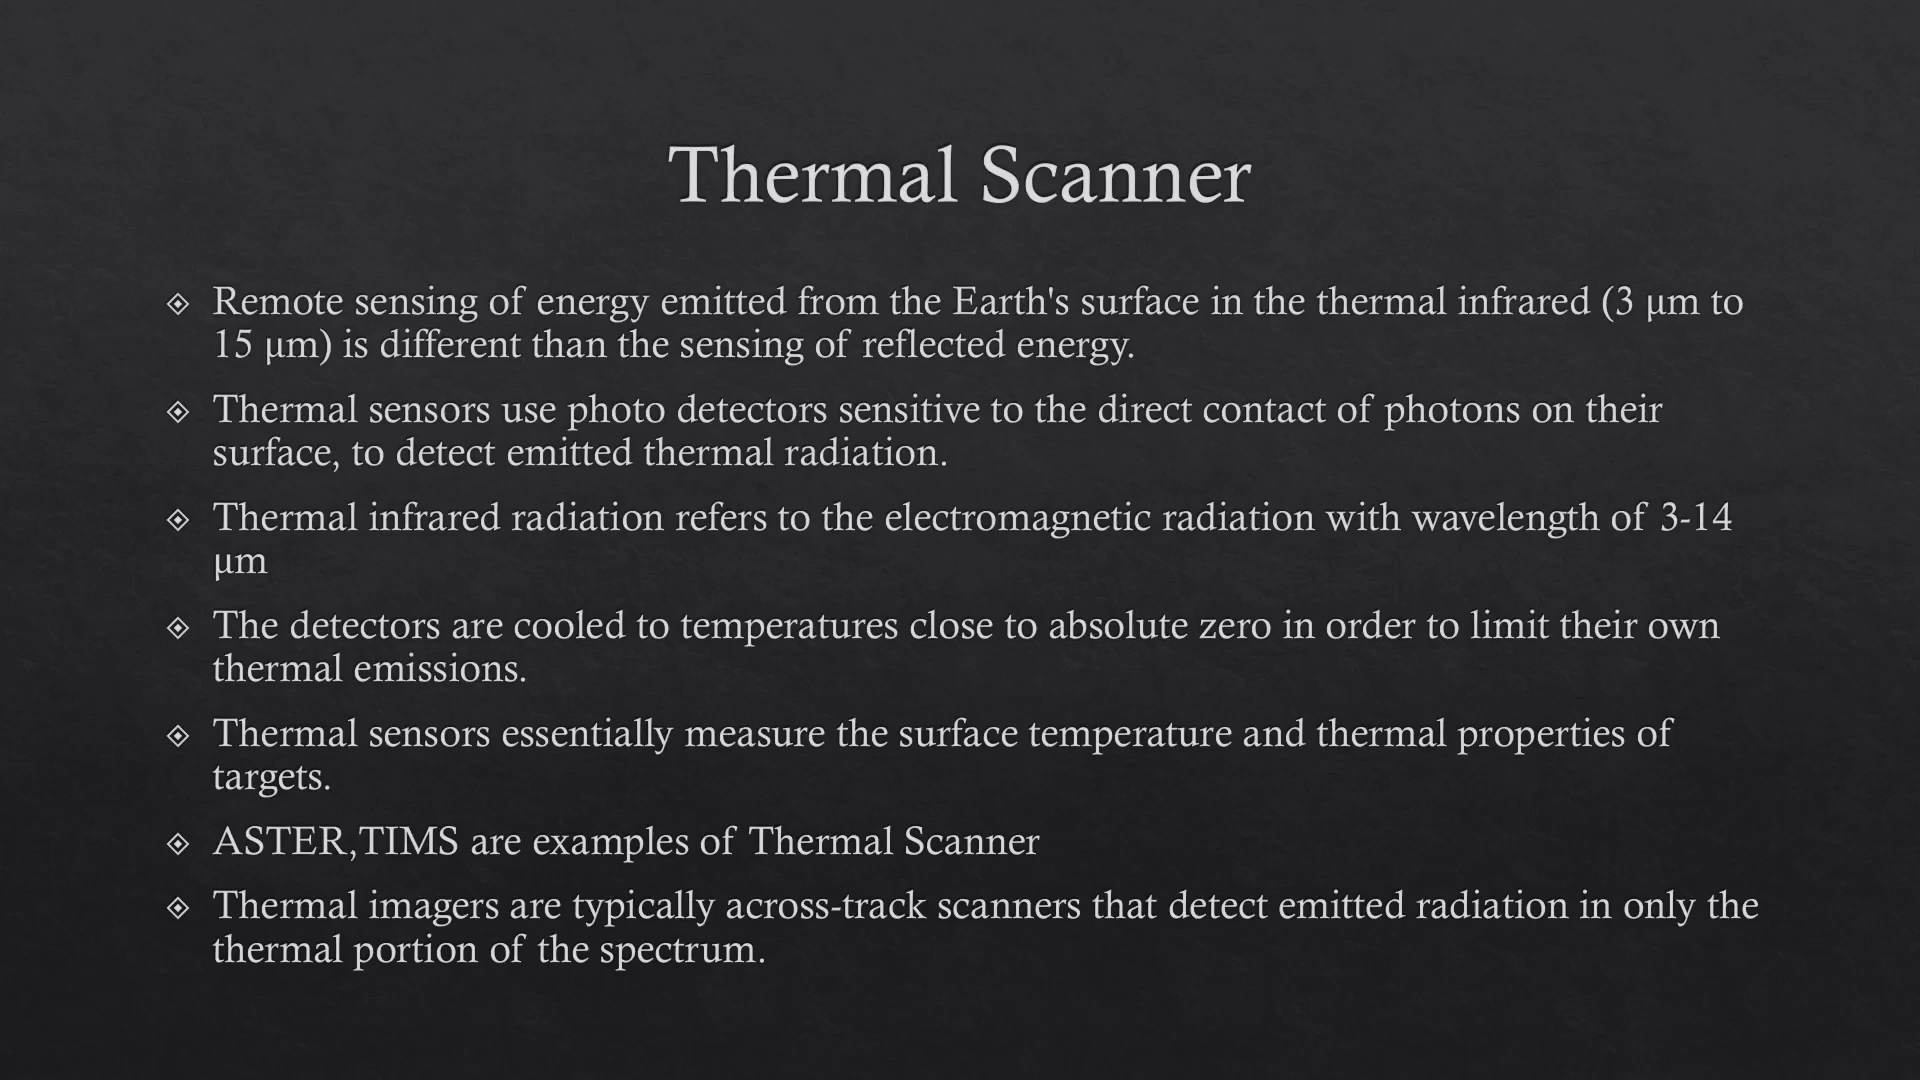 Thermal Scanner
Remote sensing of energy emitted from the Earth's surface in the thermal infrared (3 μm to
15 μm) is different than the sensing of reflected energy.
Thermal sensors use photo detectors sensitive to the direct contact of photons on their
surface, to detect emitted thermal radiation.
Thermal infrared radiation refers to the electromagnetic radiation with wavelength of 3-14
μm
The detectors are cooled to temperatures close to absolute zero in order to limit their own
thermal emissions.
Thermal sensors essentially measure the surface temperature and thermal properties of
targets.
ASTER,TIMS are examples of Thermal Scanner
Thermal imagers are typically across-track scanners that detect emitted radiation in only the
thermal portion of the spectrum.